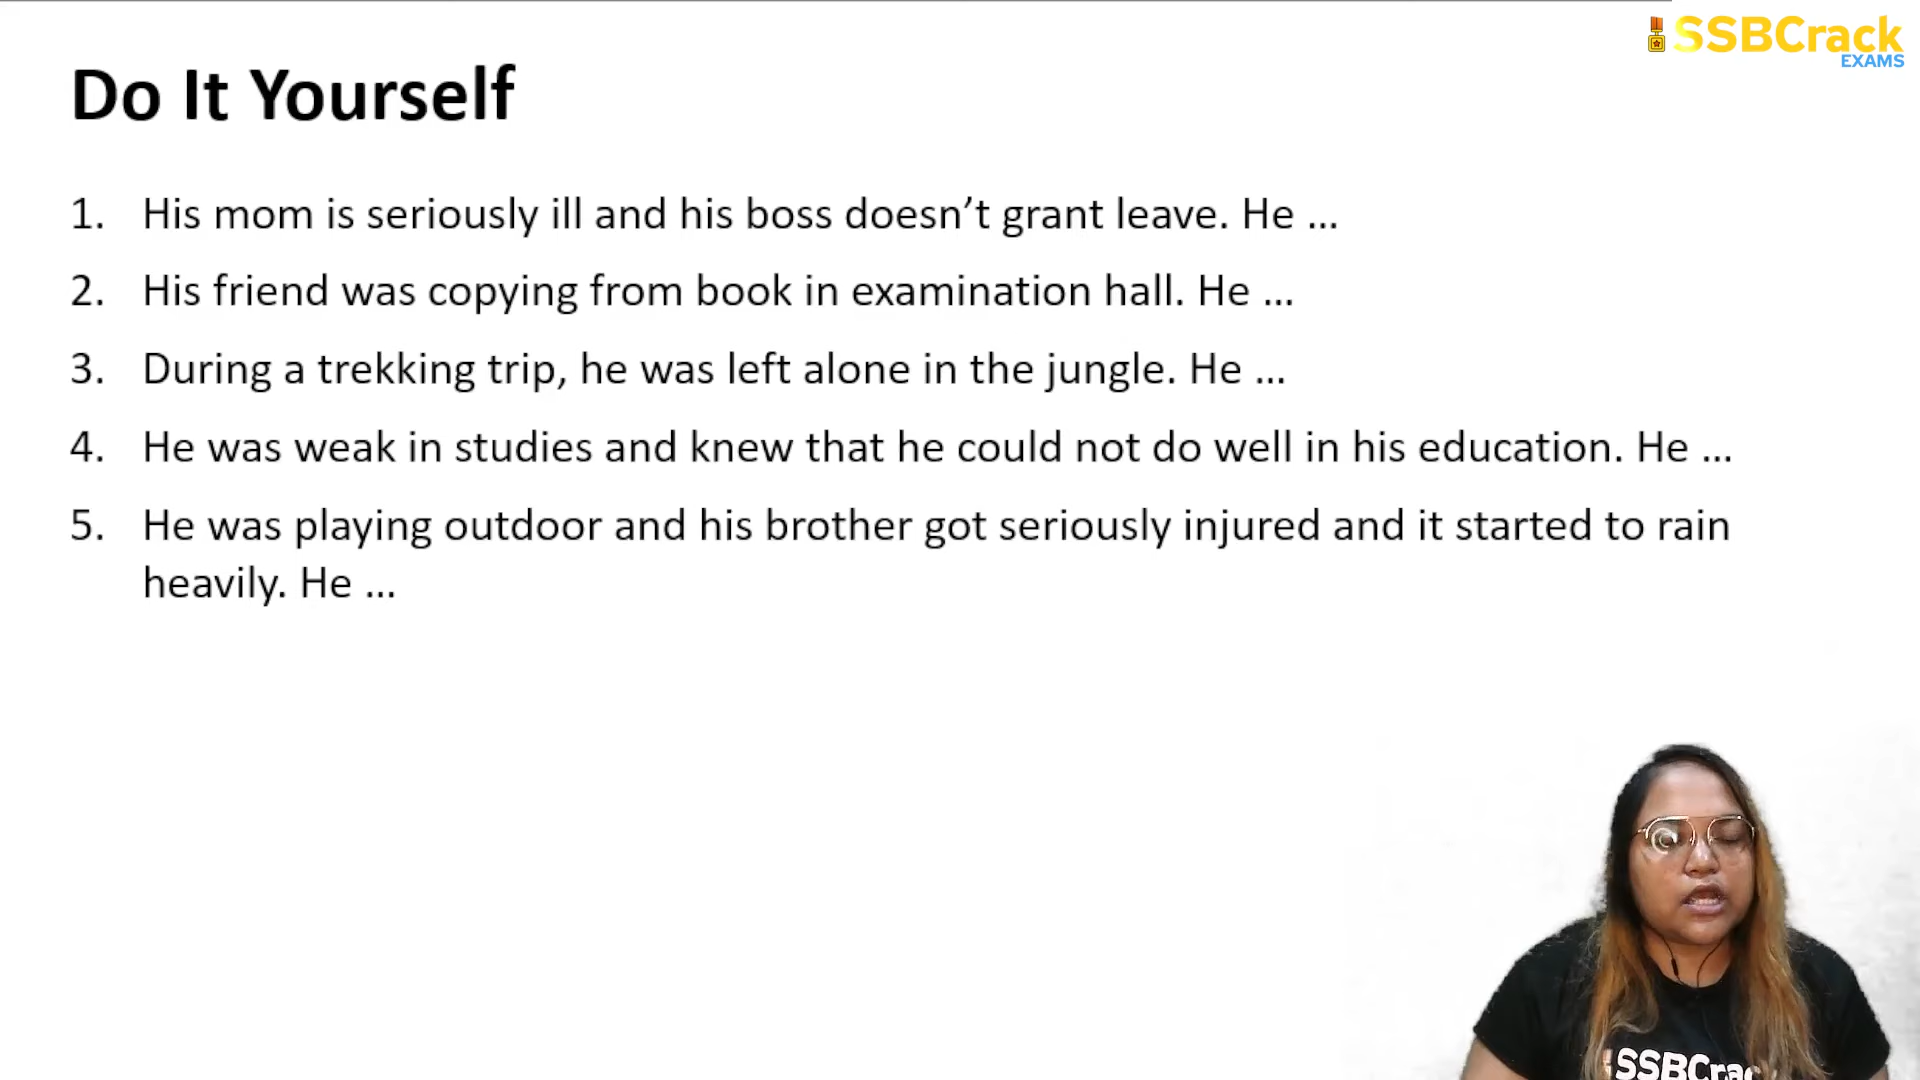 SSBCrack
EXAMS
Do It Yourself
1. His mom is seriously ill and his boss doesn’t grant leave. He ...
2. His friend was copying from book in examination hall. He ...
3. During a trekking trip, he was left alone in the jungle. He ...
4. He was weak in studies and knew that he could not do well in his education. He ...
5. He was playing outdoor and his brother got seriously injured and it started to rain
heavily. He ...
SSBCrac